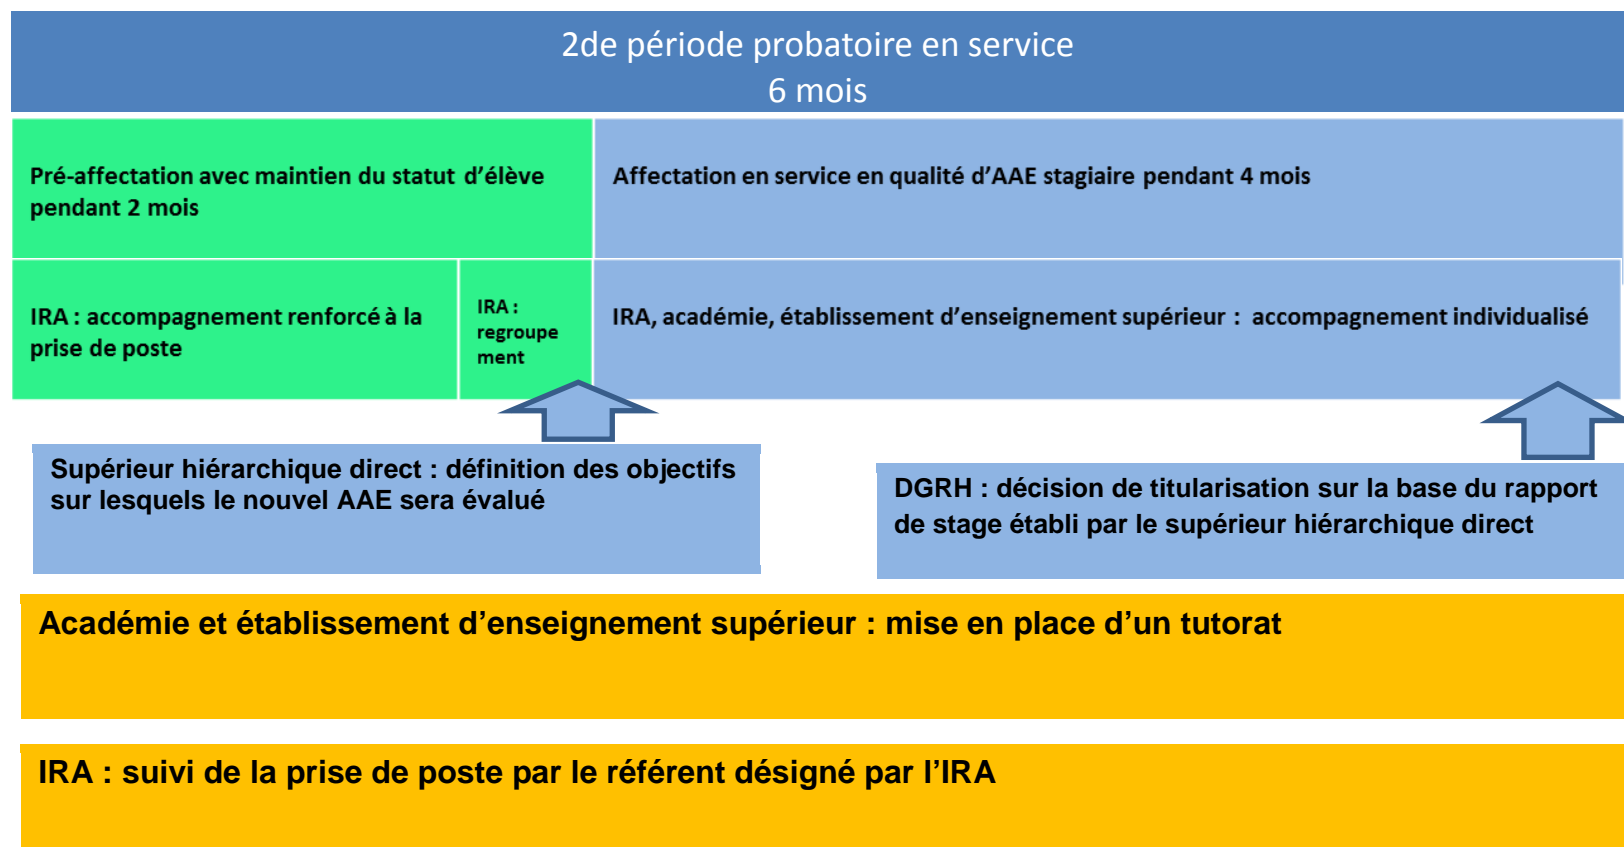 2de période probatoire en service
6 mois
Pré-affectation avec maintien du statut d’élève
pendant 2 mois
Affectation en service en qualité d’AAE stagiaire pendant 4 mois
IRA : accompagnement renforcé à la
prise de poste
IRA :
regroupe
ment
IRA, académie, établissement d’enseignement supérieur : accompagnement individualisé
Supérieur hiérarchique direct : définition des objectifs
sur lesquels le nouvel AAE sera évalué
DGRH : décision de titularisation sur la base du rapport
de stage établi par le supérieur hiérarchique direct
Académie et établissement d’enseignement supérieur : mise en place d’un tutorat
IRA : suivi de la prise de poste par le référent désigné par l’IRA